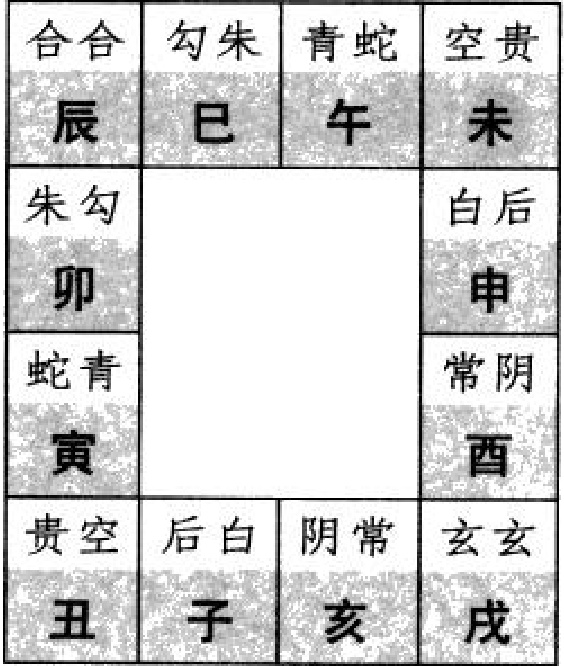 合合 勾朱 青蛇 空贵
辰 巳 午 未
朱勾 白后
卯 申
蛇青 常阴
寅 酉
贵空 后白 阴常 玄玄
丑 子 亥 戌